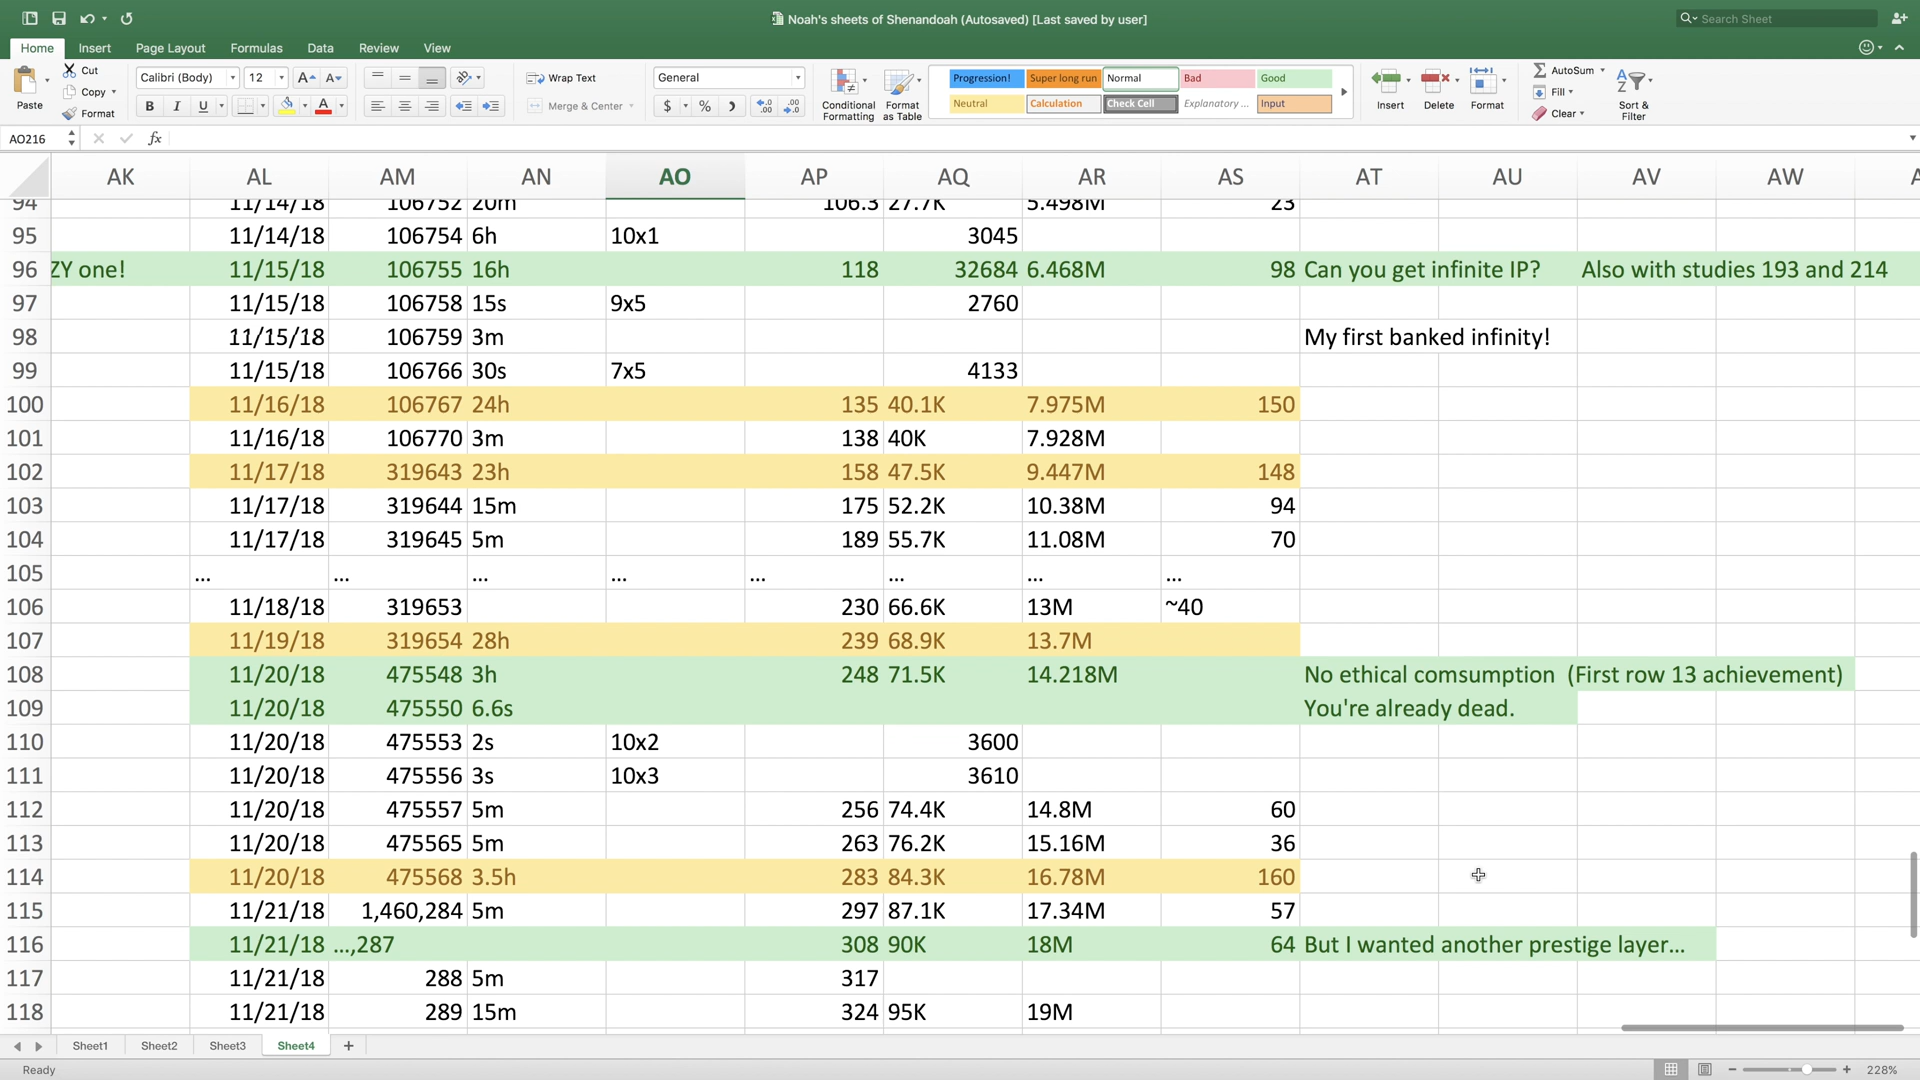 Noah's sheets of Shenandoah (Autosaved) [Last saved by user]
Search Sheet
Home Insert Page Layout Formulas Data Review View
Paste Cut Copy Format
Calibri (Body) 12 A A
B I U A
Wrap Text
Merge & Center
General
$ % )
Conditional Formatting
Format as Table
Progression! Super long run Normal Bad Good
Neutral Calculation Check Cell Explanatory ... Input
Insert Delete Format
AutoSum
Fill
Clear
Sort & Filter
AO216 fx
AK AL AM AN AO AP AQ AR AS AT AU AV AW
94 11/14/18 106752 20m 106.3 27.7K 5.498M 23
95 11/14/18 106754 6h 10x1 3045
96 ZY one! 11/15/18 106755 16h 118 32684 6.468M 98 Can you get infinite IP? Also with studies 193 and 214
97 11/15/18 106758 15s 9x5 2760
98 11/15/18 106759 3m My first banked infinity!
99 11/15/18 106766 30s 7x5 4133
100 11/16/18 106767 24h 135 40.1K 7.975M 150
101 11/16/18 106770 3m 138 40K 7.928M
102 11/17/18 319643 23h 158 47.5K 9.447M 148
103 11/17/18 319644 15m 175 52.2K 10.38M 94
104 11/17/18 319645 5m 189 55.7K 11.08M 70
105 ... ... ... ... ... ... ... ...
106 11/18/18 319653 230 66.6K 13M ~40
107 11/19/18 319654 28h 239 68.9K 13.7M
108 11/20/18 475548 3h 248 71.5K 14.218M No ethical comsumption (First row 13 achievement)
109 11/20/18 475550 6.6s You're already dead.
110 11/20/18 475553 2s 10x2 3600
111 11/20/18 475556 3s 10x3 3610
112 11/20/18 475557 5m 256 74.4K 14.8M 60
113 11/20/18 475565 5m 263 76.2K 15.16M 36
114 11/20/18 475568 3.5h 283 84.3K 16.78M 160
115 11/21/18 1,460,284 5m 297 87.1K 17.34M 57
116 11/21/18 ...,287 308 90K 18M 64 But I wanted another prestige layer...
117 11/21/18 288 5m 317
118 11/21/18 289 15m 324 95K 19M
Sheet1 Sheet2 Sheet3 Sheet4 +
Ready 228%